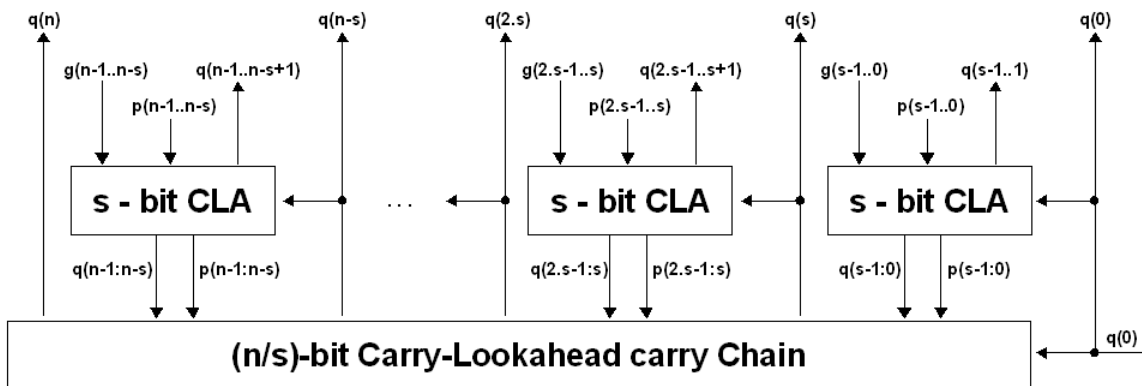 q(n) q(n-s) q(2.s) q(s) q(0)
g(n-1..n-s) q(n-1..n-s+1) g(2.s-1..s) q(2.s-1..s+1) g(s-1..0) q(s-1..1)
p(n-1..n-s) p(2.s-1..s) p(s-1..0)
s - bit CLA ... s - bit CLA s - bit CLA
q(n-1:n-s) p(n-1:n-s) q(2.s-1:s) p(2.s-1:s) q(s-1:0) p(s-1:0)
q(0)
(n/s)-bit Carry-Lookahead carry Chain